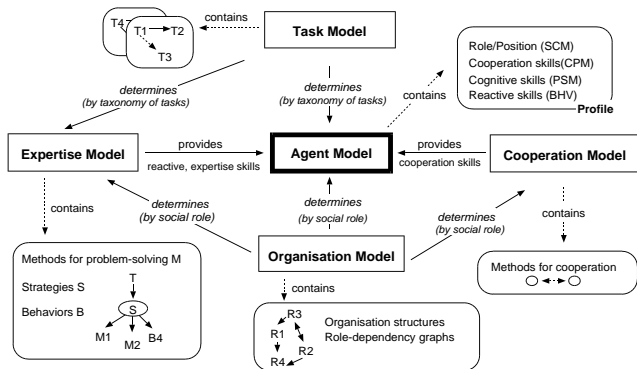 contains
Task Model
T4
T1
T2
T3
Role/Position (SCM)
Cooperation skills(CPM)
Cognitive skills (PSM)
Reactive skills (BHV)
Profile
contains
determines
(by taxonomy of tasks)
determines
(by taxonomy of tasks)
Expertise Model
provides
reactive, expertise skills
Agent Model
provides
cooperation skills
Cooperation Model
contains
determines
(by social role)
determines
(by social role)
determines
(by social role)
contains
Organisation Model
Methods for problem-solving M
Strategies S
Behaviors B
T
S
M1
M2
B4
contains
R3
R1
R2
R4
Organisation structures
Role-dependency graphs
Methods for cooperation